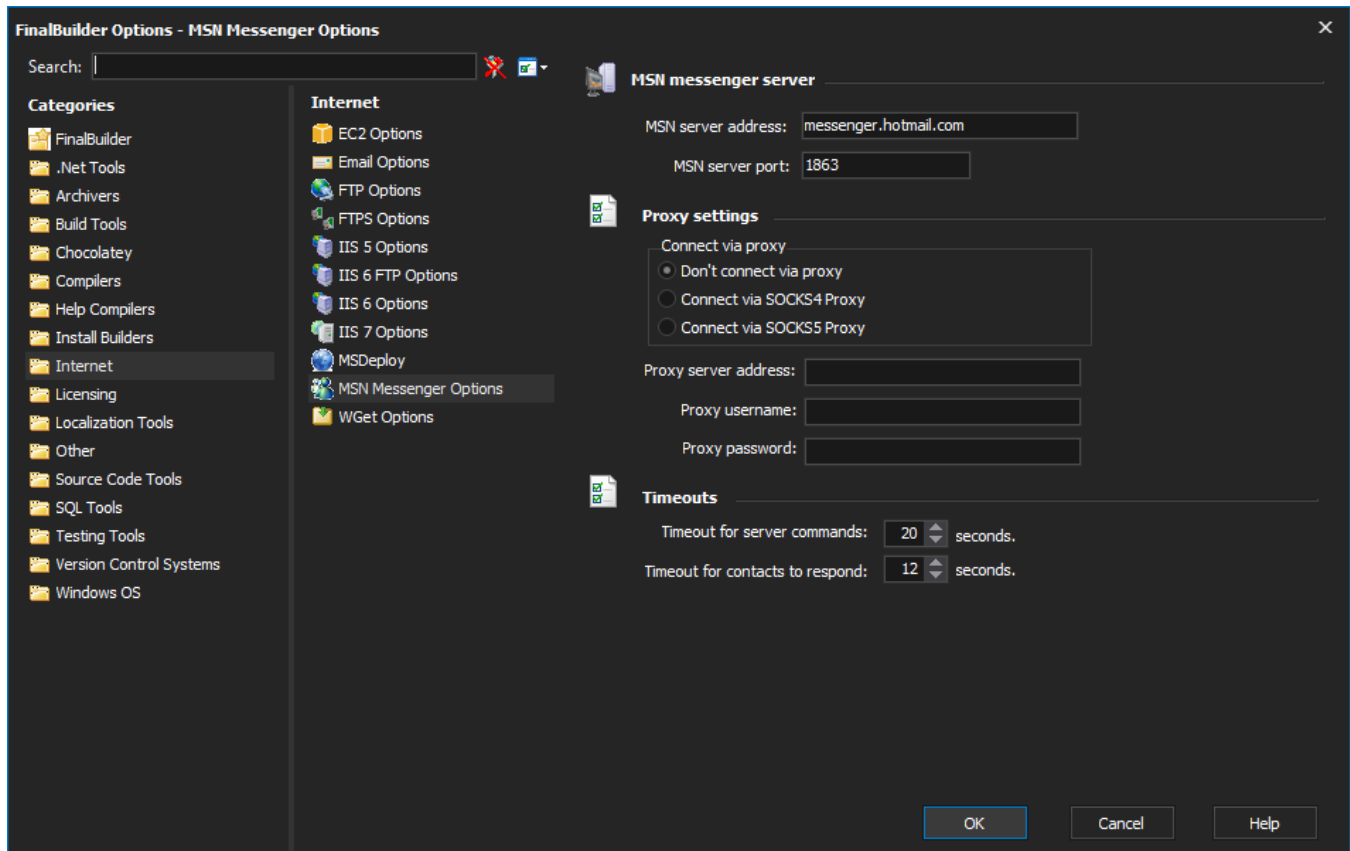 FinalBuilder Options - MSN Messenger Options
Search:
Categories
FinalBuilder
.Net Tools
Archivers
Build Tools
Chocolatey
Compilers
Help Compilers
Install Builders
Internet
Licensing
Localization Tools
Other
Source Code Tools
SQL Tools
Testing Tools
Version Control Systems
Windows OS
Internet
EC2 Options
Email Options
FTP Options
FTPS Options
IIS 5 Options
IIS 6 FTP Options
IIS 6 Options
IIS 7 Options
MSDeploy
MSN Messenger Options
WGet Options
MSN messenger server
MSN server address: messenger.hotmail.com
MSN server port: 1863
Proxy settings
Connect via proxy
Don't connect via proxy
Connect via SOCKS4 Proxy
Connect via SOCKS5 Proxy
Proxy server address:
Proxy username:
Proxy password:
Timeouts
Timeout for server commands: 20 seconds.
Timeout for contacts to respond: 12 seconds.
OK Cancel Help